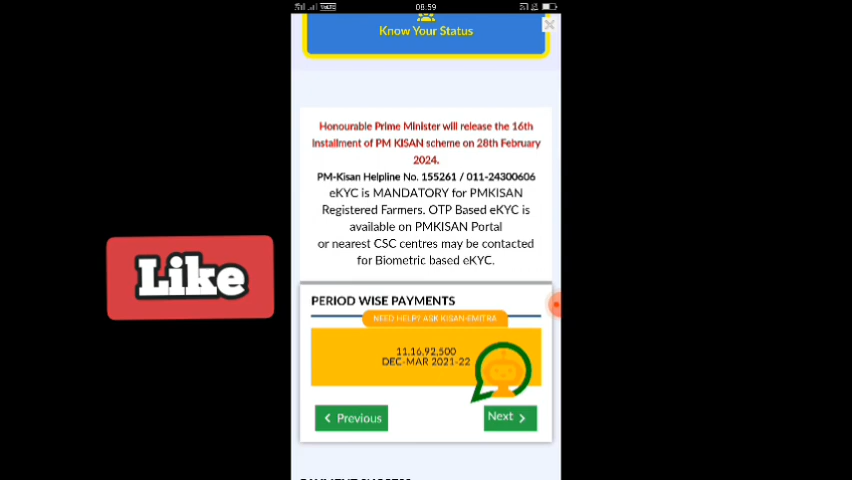 08:59
Know Your Status
Honourable Prime Minister will release the 16th
Installment of PM KISAN scheme on 28th February
2024.
PM-Kisan Helpline No. 155261 / 011-24300606
eKYC is MANDATORY for PMKISAN
Registered Farmers. OTP Based eKYC is
available on PMKISAN Portal
or nearest CSC centres may be contacted
for Biometric based eKYC.
Like
PERIOD WISE PAYMENTS
NEED HELP? ASK KISAN-EMITRA
11,16,92,500
DEC-MAR 2021-22
Previous
Next